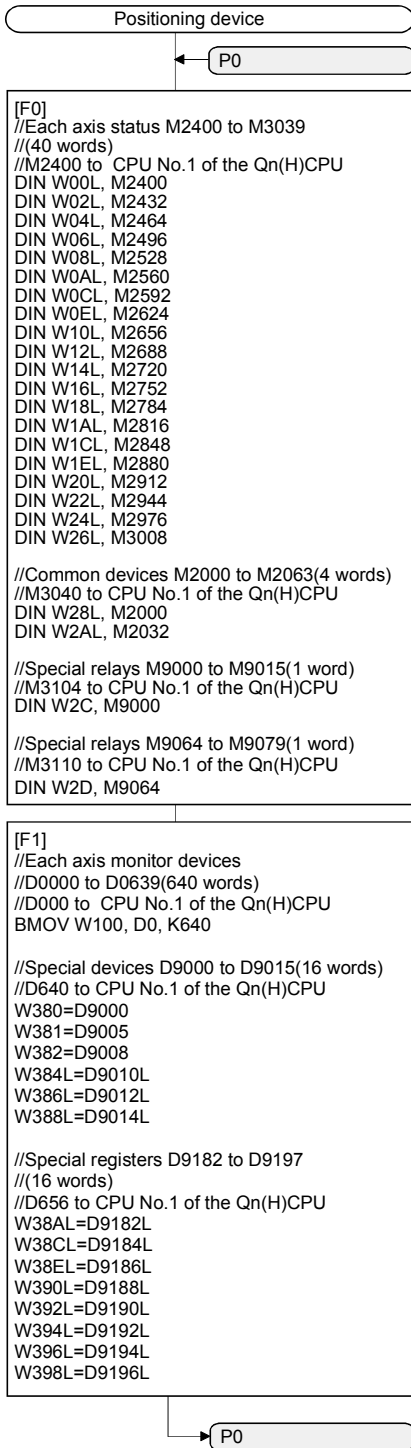 Positioning device
P0
[F0]
//Each axis status M2400 to M3039
//(40 words)
//M2400 to  CPU No.1 of the Qn(H)CPU
DIN W00L, M2400
DIN W02L, M2432
DIN W04L, M2464
DIN W06L, M2496
DIN W08L, M2528
DIN W0AL, M2560
DIN W0CL, M2592
DIN W0EL, M2624
DIN W10L, M2656
DIN W12L, M2688
DIN W14L, M2720
DIN W16L, M2752
DIN W18L, M2784
DIN W1AL, M2816
DIN W1CL, M2848
DIN W1EL, M2880
DIN W20L, M2912
DIN W22L, M2944
DIN W24L, M2976
DIN W26L, M3008
//Common devices M2000 to M2063(4 words)
//M3040 to CPU No.1 of the Qn(H)CPU
DIN W28L, M2000
DIN W2AL, M2032
//Special relays M9000 to M9015(1 word)
//M3104 to CPU No.1 of the Qn(H)CPU
DIN W2C, M9000
//Special relays M9064 to M9079(1 word)
//M3110 to CPU No.1 of the Qn(H)CPU
DIN W2D, M9064
[F1]
//Each axis monitor devices
//D0000 to D0639(640 words)
//D000 to  CPU No.1 of the Qn(H)CPU
BMOV W100, D0, K640
//Special devices D9000 to D9015(16 words)
//D640 to CPU No.1 of the Qn(H)CPU
W380=D9000
W381=D9005
W382=D9008
W384L=D9010L
W386L=D9012L
W388L=D9014L
//Special registers D9182 to D9197
//(16 words)
//D656 to CPU No.1 of the Qn(H)CPU
W38AL=D9182L
W38CL=D9184L
W38EL=D9186L
W390L=D9188L
W392L=D9190L
W394L=D9192L
W396L=D9194L
W398L=D9196L
P0